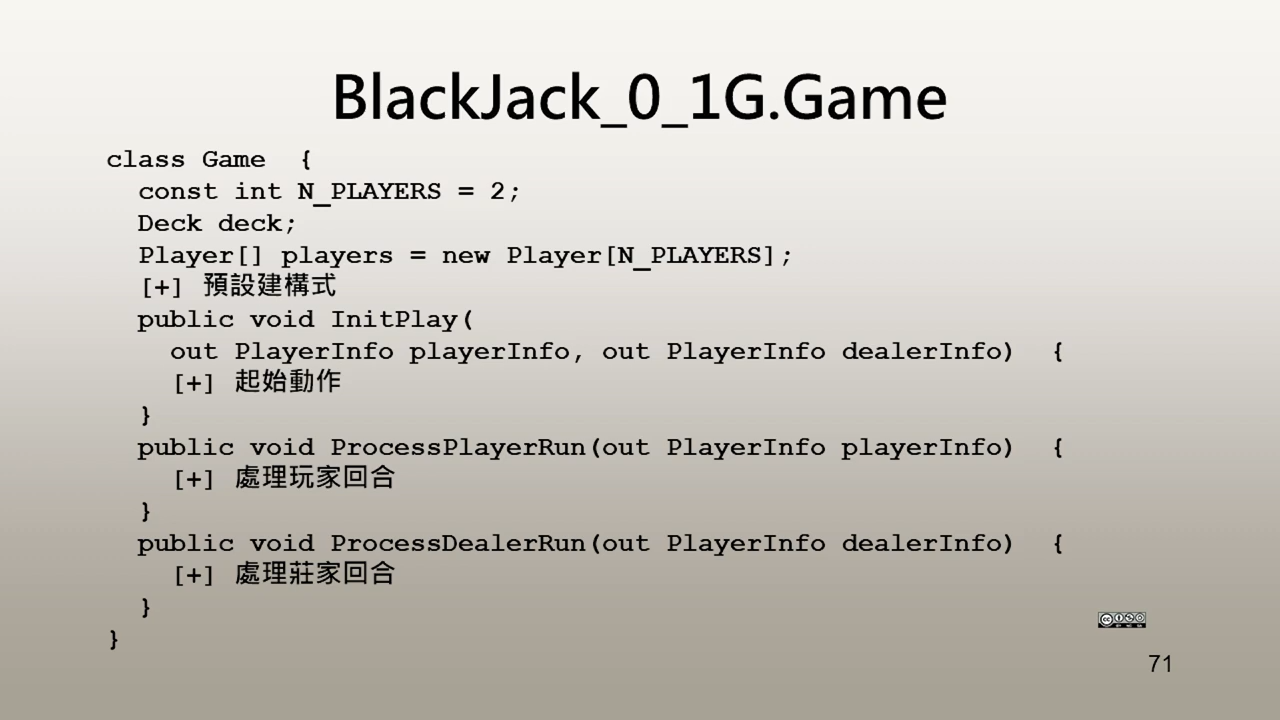 BlackJack_0_1G.Game
class Game {
const int N_PLAYERS = 2;
Deck deck;
Player[] players = new Player[N_PLAYERS];
[+] 預設建構式
public void InitPlay(
out PlayerInfo playerInfo, out PlayerInfo dealerInfo) {
[+] 起始動作
}
public void ProcessPlayerRun(out PlayerInfo playerInfo) {
[+] 處理玩家回合
}
public void ProcessDealerRun(out PlayerInfo dealerInfo) {
[+] 處理莊家回合
}
}
71